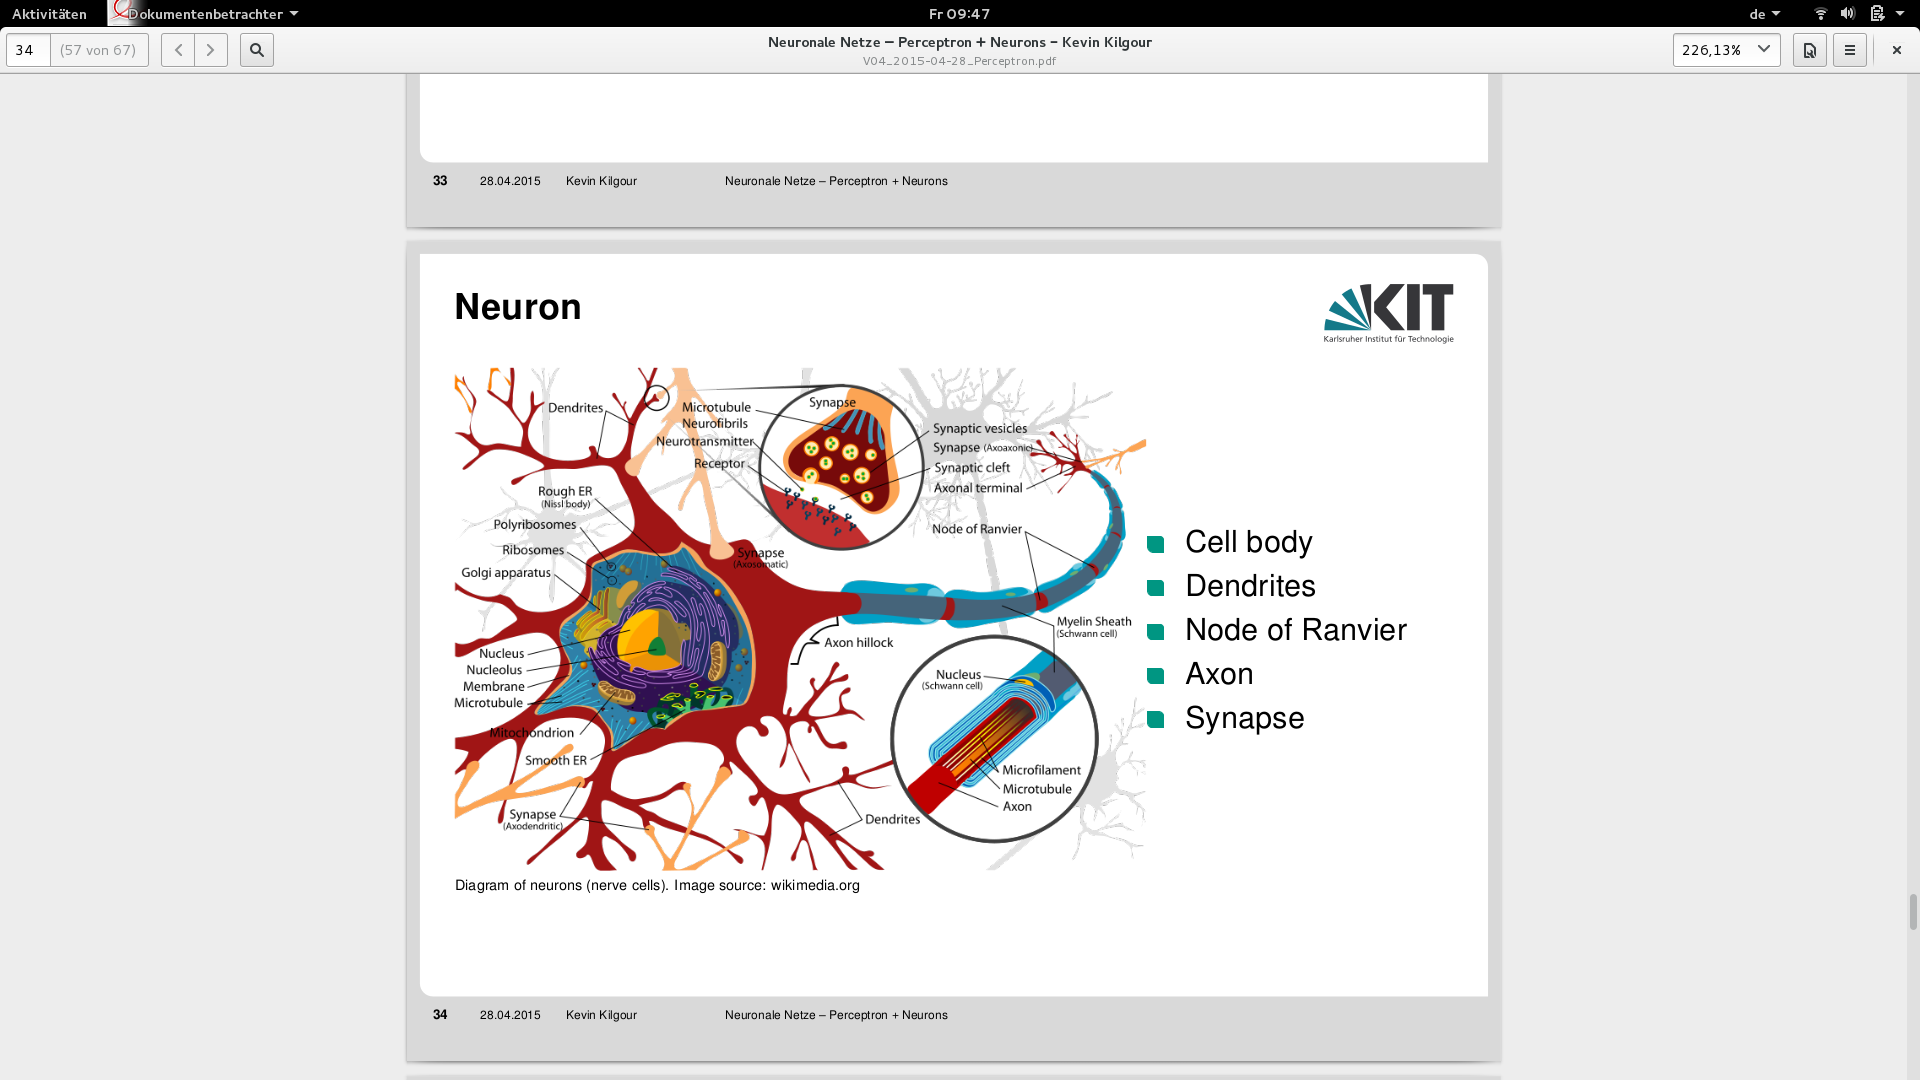 Aktivitäten
Dokumentenbetrachter
Fr 09:47
de
34
(57 von 67)
Neuronale Netze – Perceptron + Neurons – Kevin Kilgour
V04_2015-04-28_Perceptron.pdf
226,13%
33 28.04.2015 Kevin Kilgour Neuronale Netze – Perceptron + Neurons
Neuron
KIT
Karlsruher Institut für Technologie
Dendrites
Microtubule
Neurofibrils
Neurotransmitter
Receptor
Synapse
Synaptic vesicles
Synapse (Axoaxonic)
Synaptic cleft
Axonal terminal
Node of Ranvier
Rough ER
(Nissl body)
Polyribosomes
Ribosomes
Golgi apparatus
Synapse
(Axosomatic)
Nucleus
Nucleolus
Membrane
Microtubule
Mitochondrion
Smooth ER
Synapse
(Axodendritic)
Axon hillock
Myelin Sheath
(Schwann cell)
Nucleus
(Schwann cell)
Microfilament
Microtubule
Axon
Dendrites
Cell body
Dendrites
Node of Ranvier
Axon
Synapse
Diagram of neurons (nerve cells). Image source: wikimedia.org
34 28.04.2015 Kevin Kilgour Neuronale Netze – Perceptron + Neurons